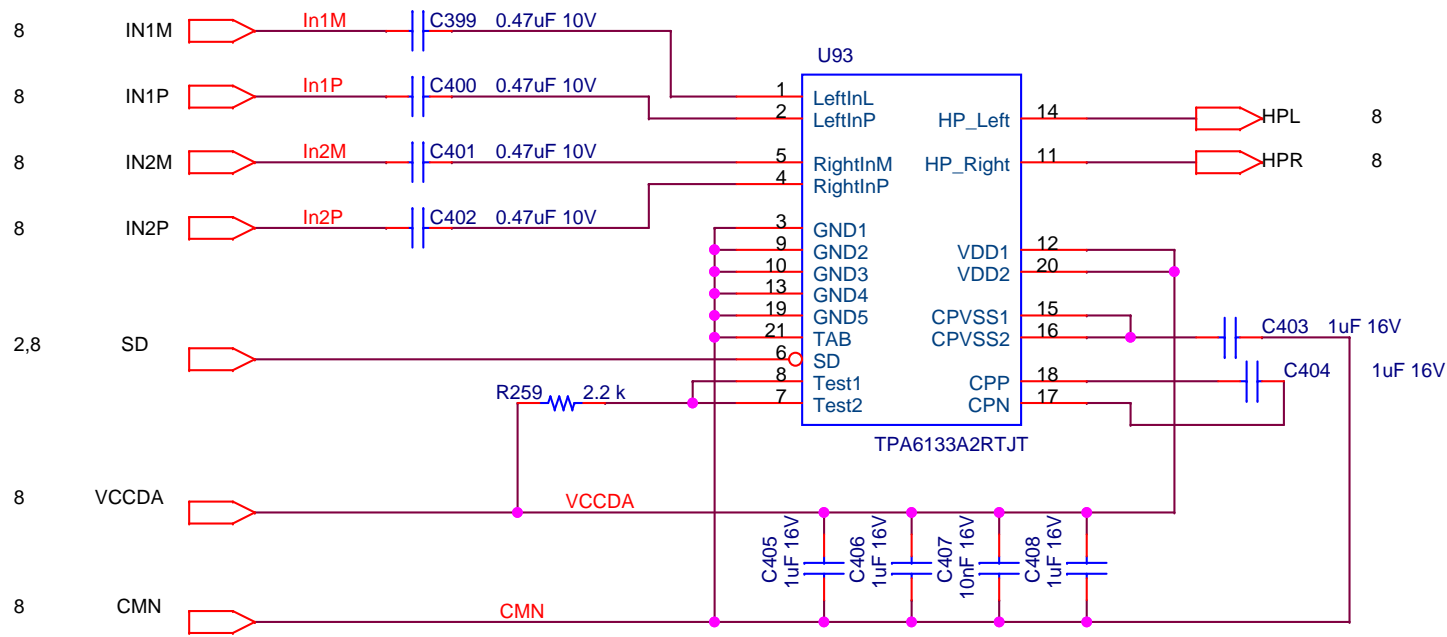 8 IN1M In1M C399 0.47uF 10V
U93
8 IN1P In1P C400 0.47uF 10V 1 LeftInL
2 LeftInP HP_Left 14 HPL 8
8 IN2M In2M C401 0.47uF 10V 5 RightInM HP_Right 11 HPR 8
4 RightInP
8 IN2P In2P C402 0.47uF 10V 3 GND1
9 GND2 VDD1 12
10 GND3 VDD2 20
13 GND4
19 GND5 CPVSS1 15
21 TAB CPVSS2 16 C403 1uF 16V
2,8 SD 6 SD
8 Test1 CPP 18 C404 1uF 16V
R259 2.2 k 7 Test2 CPN 17
TPA6133A2RTJT
8 VCCDA VCCDA
C405 1uF 16V
C406 1uF 16V
C407 10nF 16V
C408 1uF 16V
8 CMN CMN